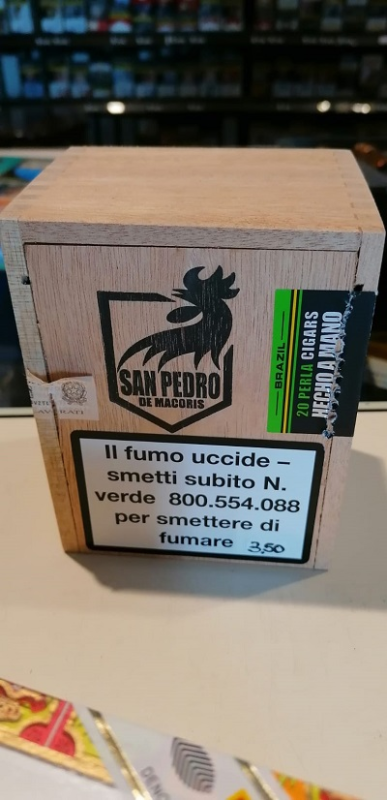 SAN PEDRO
DE MACORIS
BRAZIL
20 PERLA CIGARS
HECHO A MANO
Il fumo uccide –
smetti subito N.
verde 800.554.088
per smettere di
fumare 3,50